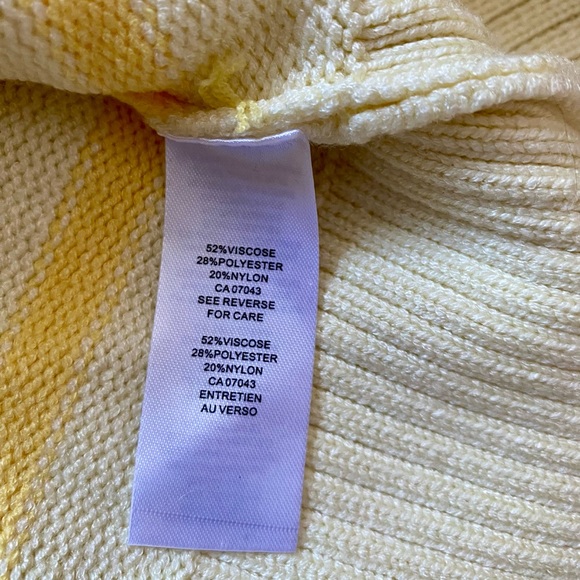 52%VISCOSE
28%POLYESTER
20%NYLON
CA 07043
SEE REVERSE
FOR CARE
52%VISCOSE
28%POLYESTER
20%NYLON
CA 07043
ENTRETIEN
AU VERSO